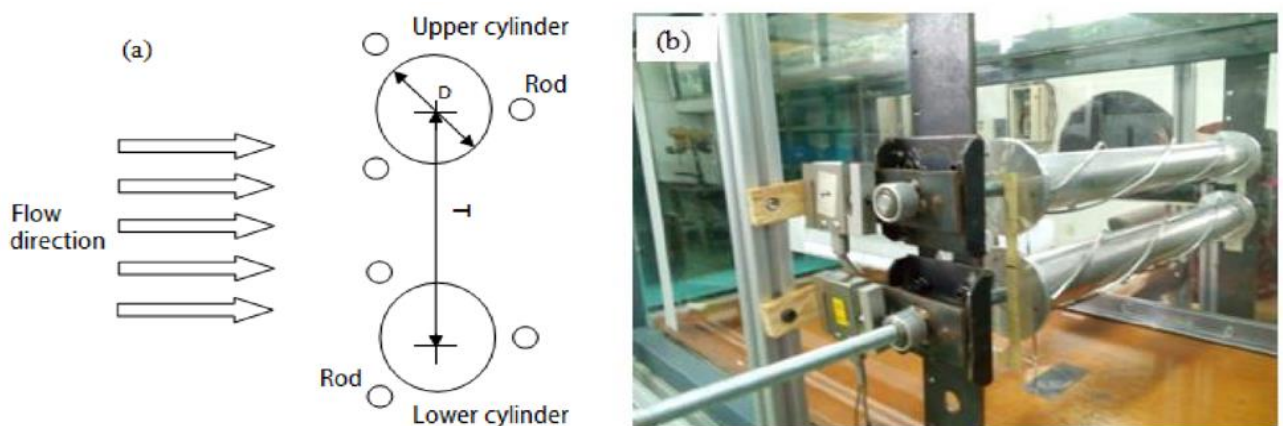 (a)
Upper cylinder
D
Rod
T
Flow
direction
Rod
Lower cylinder
(b)